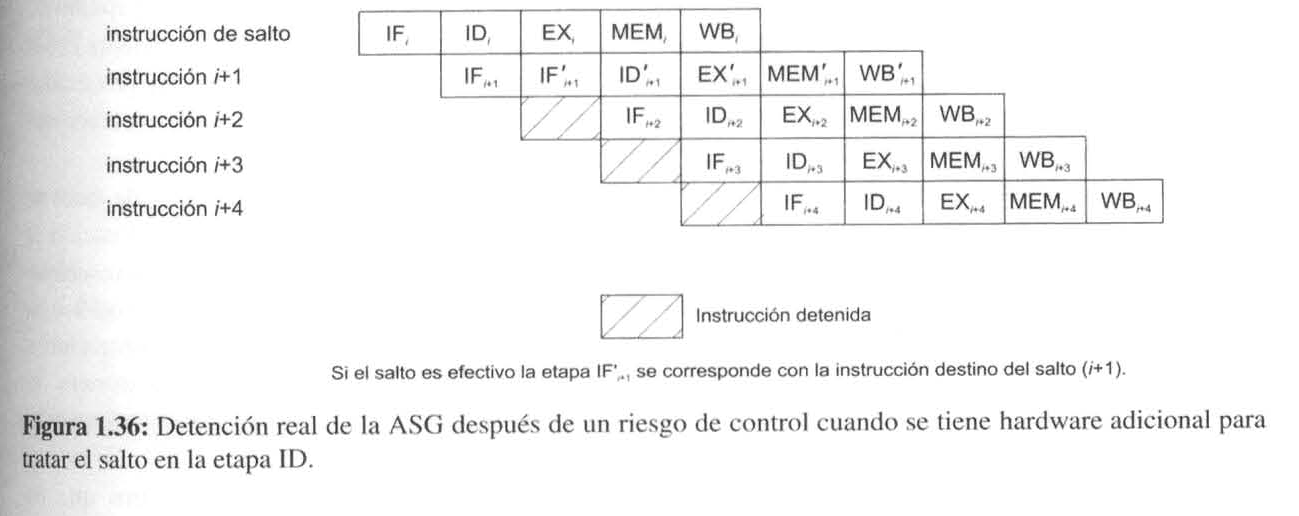 instrucción de salto IFᵢ IDᵢ EXᵢ MEMᵢ WBᵢ
instrucción i+1 IFᵢ₊₁ IF'ᵢ₊₁ ID'ᵢ₊₁ EX'ᵢ₊₁ MEM'ᵢ₊₁ WB'ᵢ₊₁
instrucción i+2 IFᵢ₊₂ IDᵢ₊₂ EXᵢ₊₂ MEMᵢ₊₂ WBᵢ₊₂
instrucción i+3 IFᵢ₊₃ IDᵢ₊₃ EXᵢ₊₃ MEMᵢ₊₃ WBᵢ₊₃
instrucción i+4 IFᵢ₊₄ IDᵢ₊₄ EXᵢ₊₄ MEMᵢ₊₄ WBᵢ₊₄
Instrucción detenida
Si el salto es efectivo la etapa IF'ᵢ₊₁ se corresponde con la instrucción destino del salto (i+1).
Figura 1.36: Detención real de la ASG después de un riesgo de control cuando se tiene hardware adicional para
tratar el salto en la etapa ID.